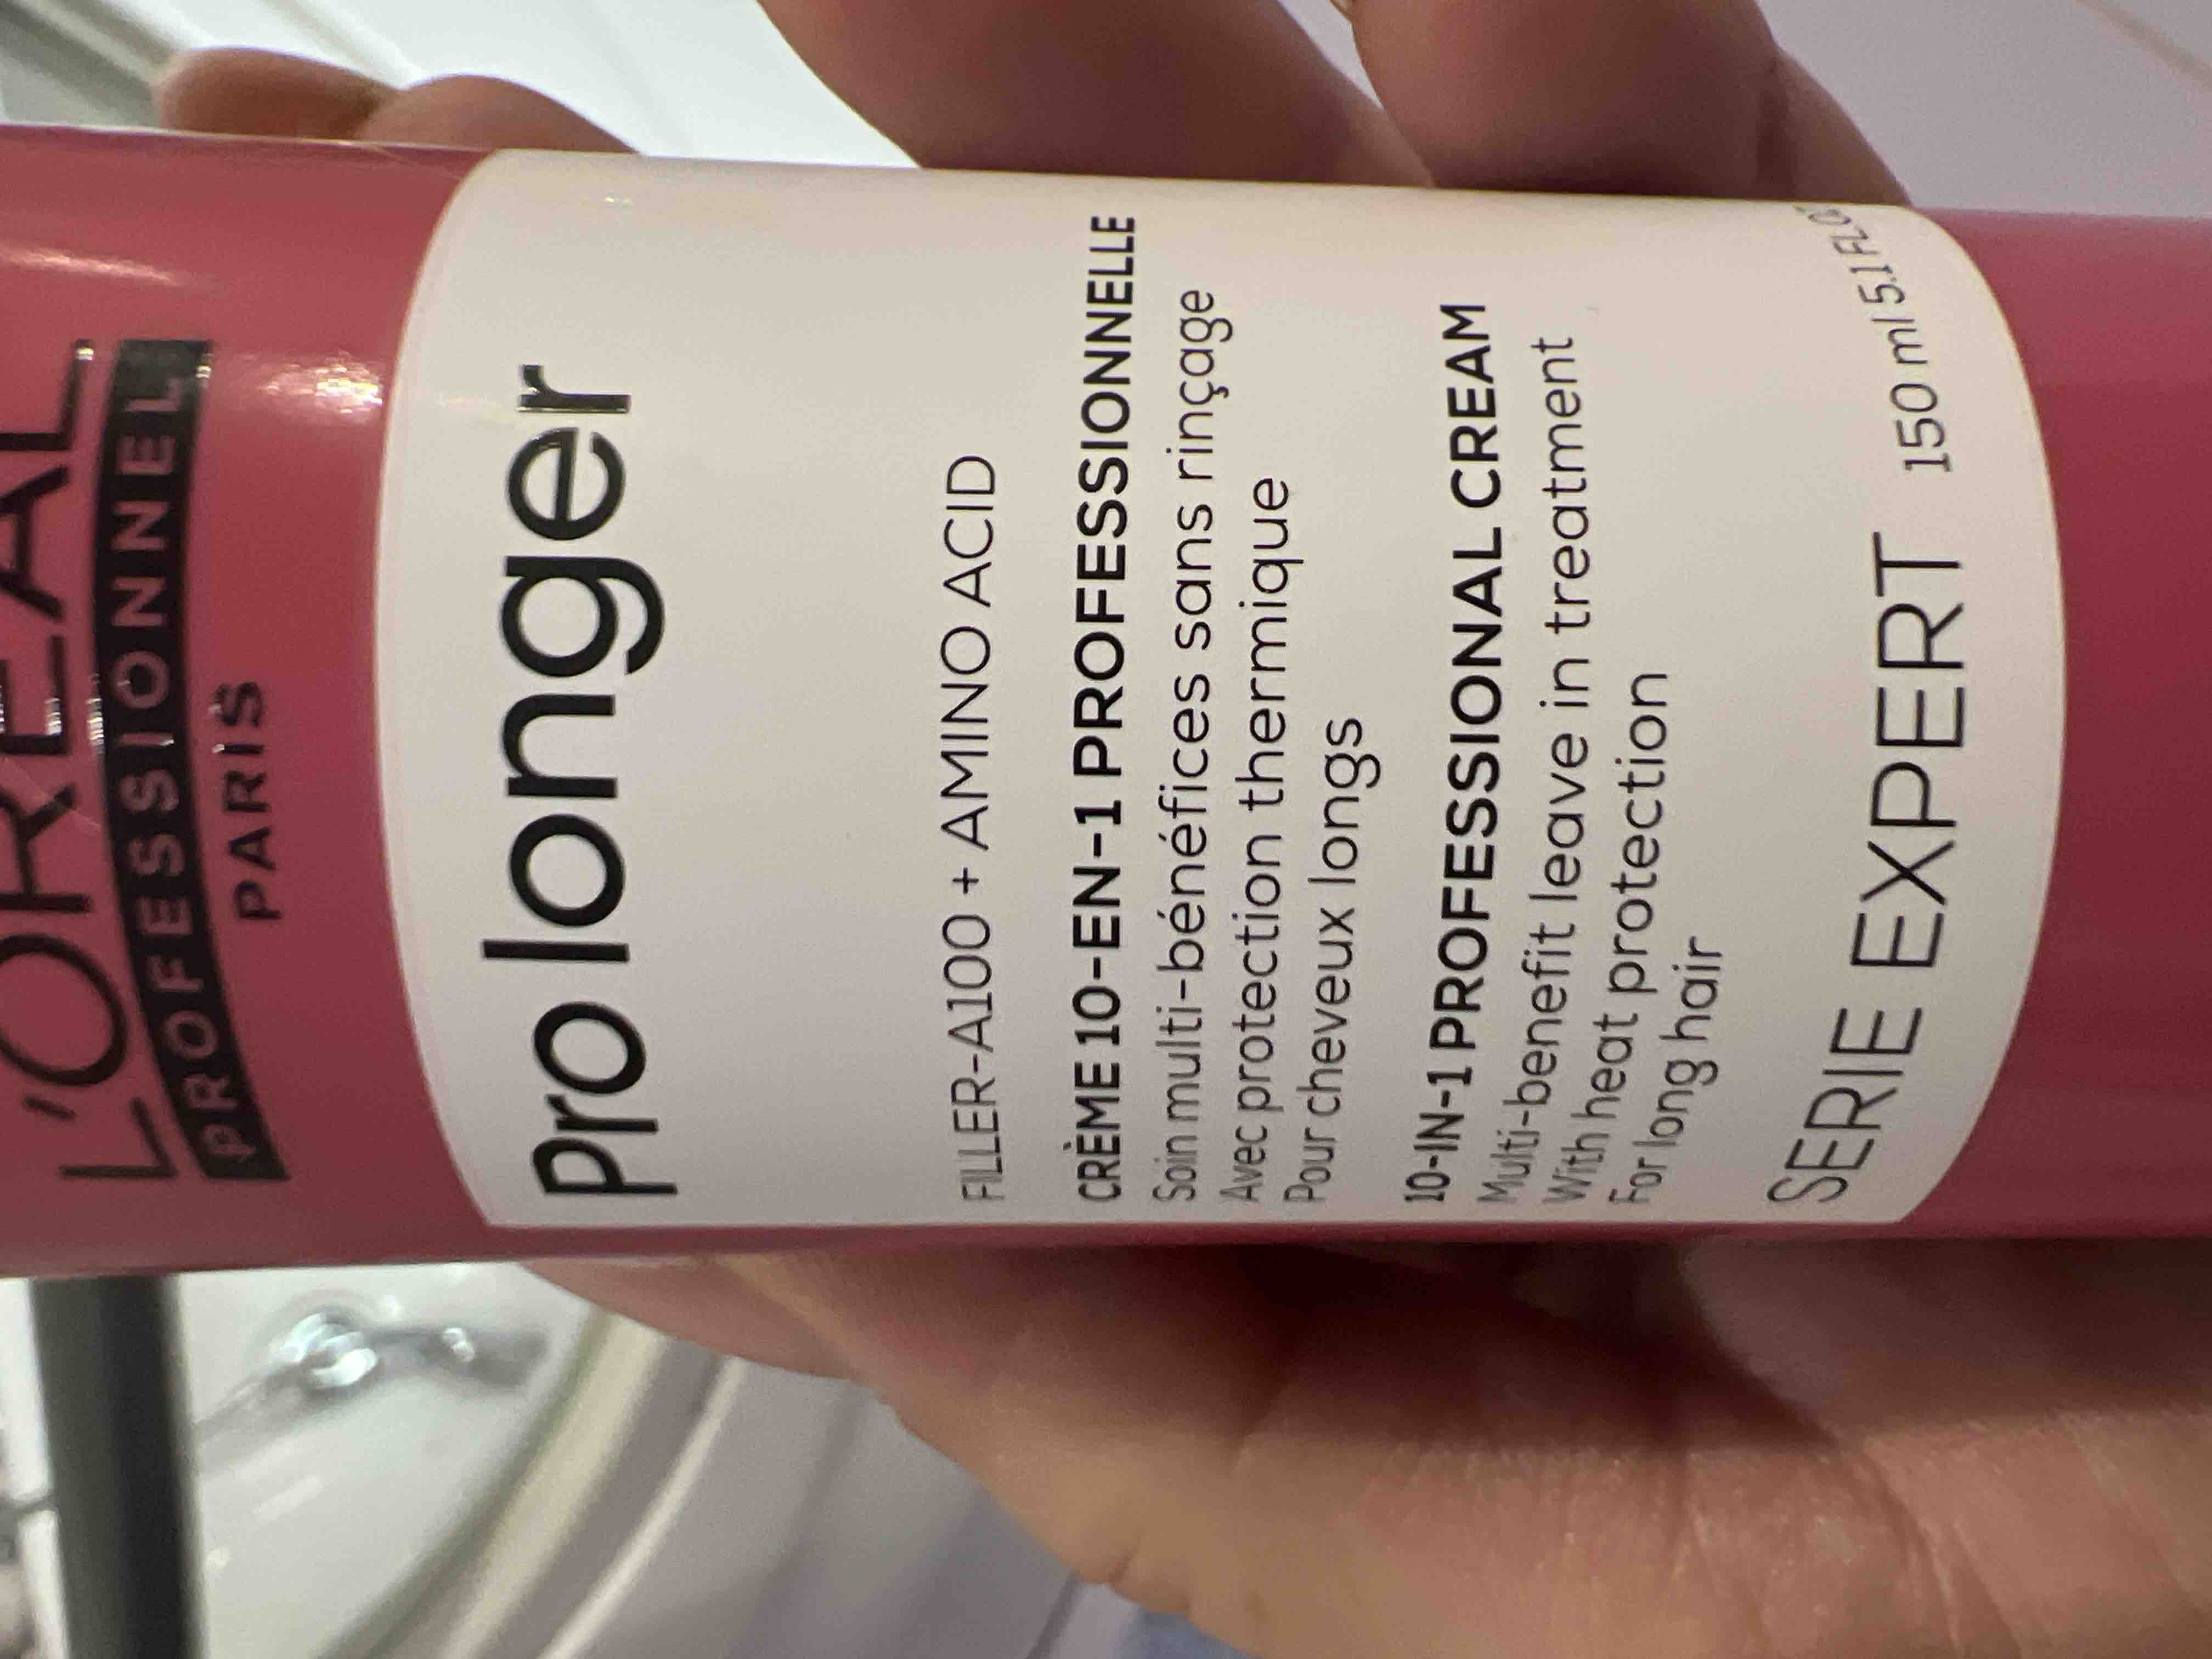 L'ORÉAL
PROFESSIONNEL
PARIS
pro longer
FILLER-A100 + AMINO ACID
CRÈME 10-EN-1 PROFESSIONNELLE
Soin multi-bénéfices sans rinçage
Avec protection thermique
Pour cheveux longs
10-IN-1 PROFESSIONAL CREAM
Multi-benefit leave in treatment
With heat protection
For long hair
SERIE EXPERT 150 ml 5.1 FL.OZ